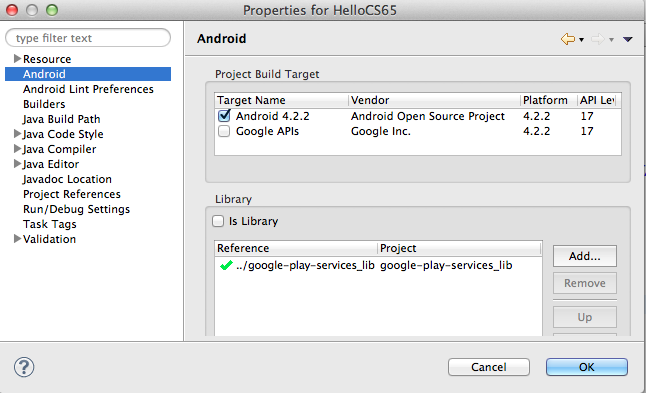 Properties for HelloCS65
type filter text
Resource
Android
Android Lint Preferences
Builders
Java Build Path
Java Code Style
Java Compiler
Java Editor
Javadoc Location
Project References
Run/Debug Settings
Task Tags
Validation
Android
Project Build Target
Target Name Vendor Platform API Lev
Android 4.2.2 Android Open Source Project 4.2.2 17
Google APIs Google Inc. 4.2.2 17
Library
Is Library
Reference Project
../google-play-services_lib google-play-services_lib
Add...
Remove
Up
?
Cancel OK